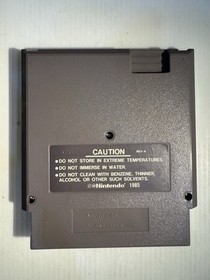 CAUTION
REV-A
• DO NOT STORE IN EXTREME TEMPERATURES.
• DO NOT IMMERSE IN WATER.
• DO NOT CLEAN WITH BENZENE, THINNER,
ALCOHOL OR OTHER SUCH SOLVENTS.
©®Nintendo 1985